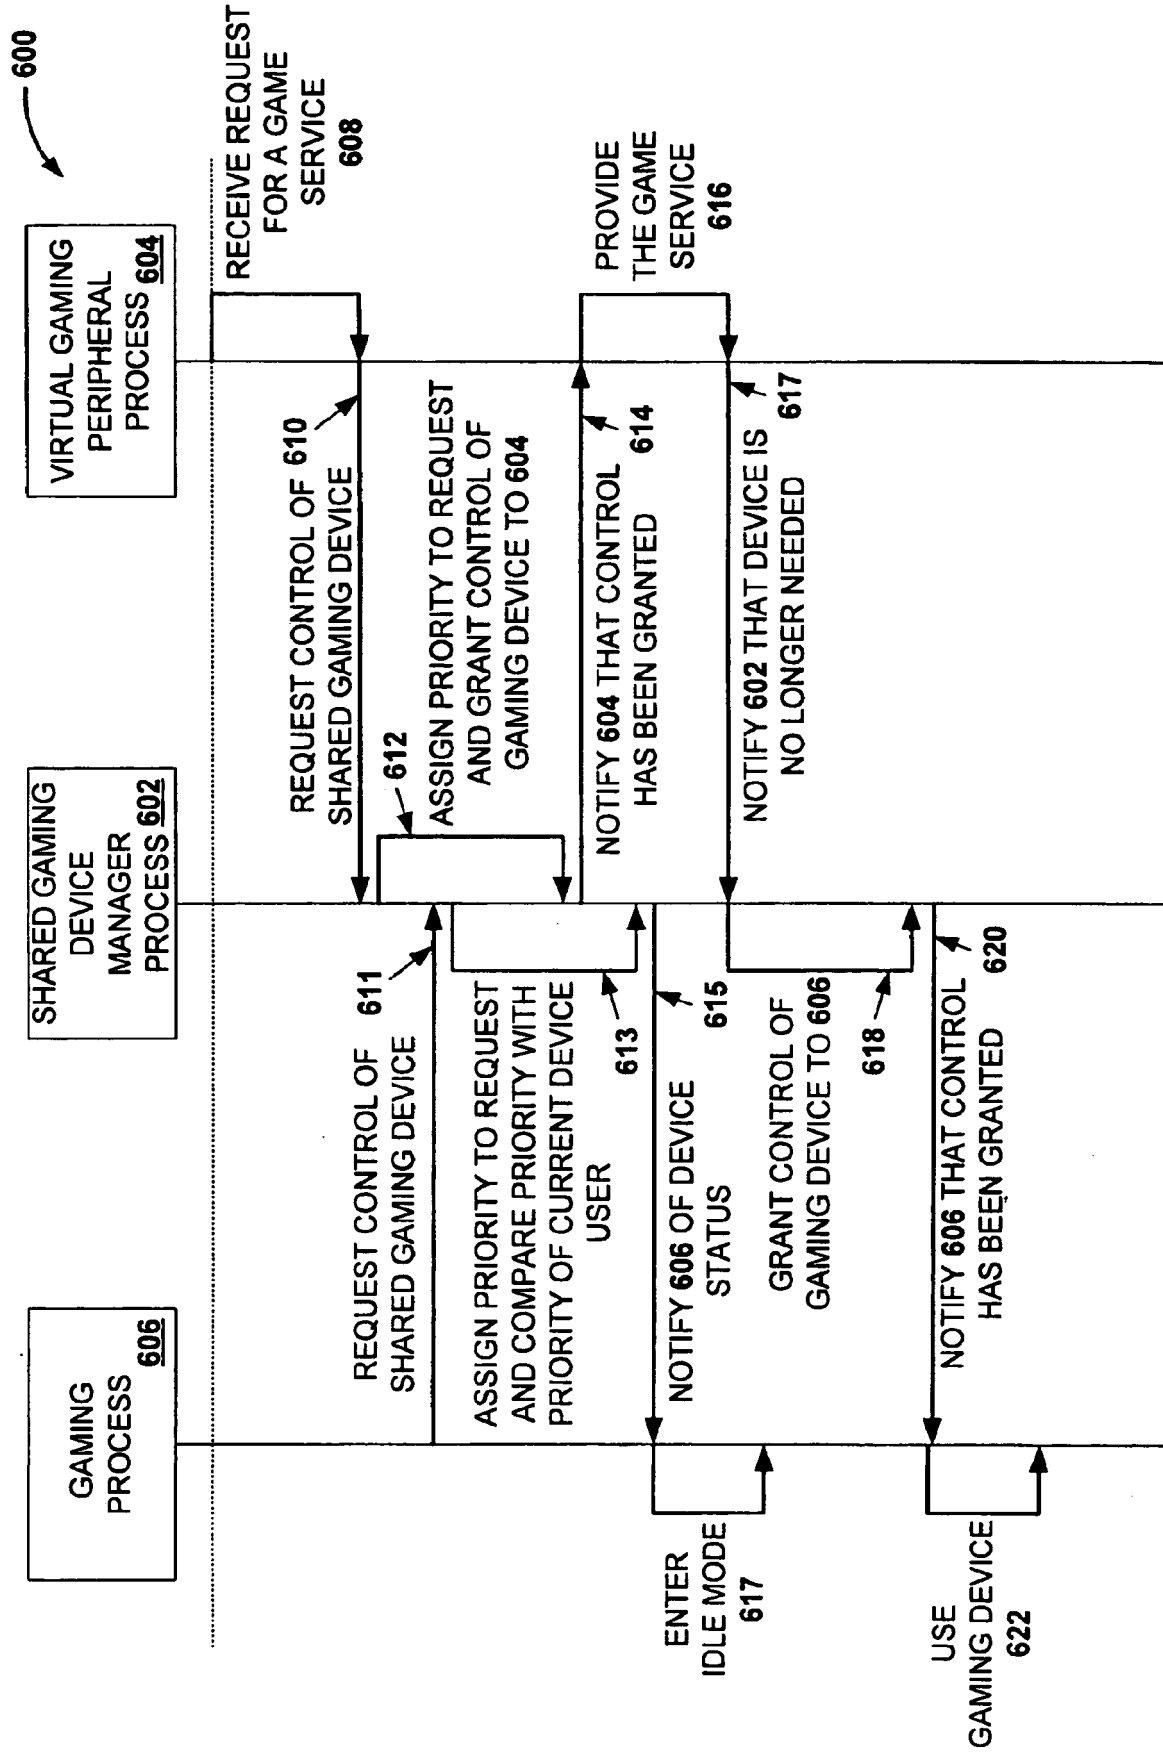 600
GAMING
PROCESS
606
SHARED GAMING
DEVICE
MANAGER
PROCESS 602
VIRTUAL GAMING
PERIPHERAL
PROCESS 604
RECEIVE REQUEST
FOR A GAME
SERVICE
608
REQUEST CONTROL OF
SHARED GAMING DEVICE
610
REQUEST CONTROL OF
SHARED GAMING DEVICE
611
612
ASSIGN PRIORITY TO REQUEST
AND GRANT CONTROL OF
GAMING DEVICE TO 604
ASSIGN PRIORITY TO REQUEST
AND COMPARE PRIORITY WITH
PRIORITY OF CURRENT DEVICE
USER
613
NOTIFY 604 THAT CONTROL
HAS BEEN GRANTED
614
PROVIDE
THE GAME
SERVICE
616
NOTIFY 606 OF DEVICE
STATUS
615
ENTER
IDLE MODE
617
NOTIFY 602 THAT DEVICE IS
NO LONGER NEEDED
617
GRANT CONTROL OF
GAMING DEVICE TO 606
618
NOTIFY 606 THAT CONTROL
HAS BEEN GRANTED
620
USE
GAMING DEVICE
622